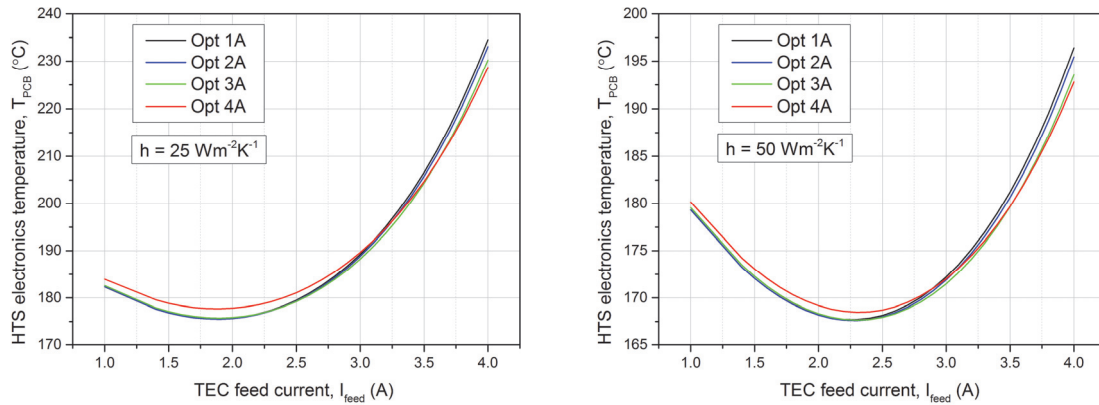 240
230
220
210
200
190
180
170
HTS electronics temperature, T_PCB (°C)
Opt 1A
Opt 2A
Opt 3A
Opt 4A
h = 25 Wm⁻²K⁻¹
1.0 1.5 2.0 2.5 3.0 3.5 4.0
TEC feed current, I_feed (A)
200
195
190
185
180
175
170
165
HTS electronics temperature, T_PCB (°C)
Opt 1A
Opt 2A
Opt 3A
Opt 4A
h = 50 Wm⁻²K⁻¹
1.0 1.5 2.0 2.5 3.0 3.5 4.0
TEC feed current, I_feed (A)